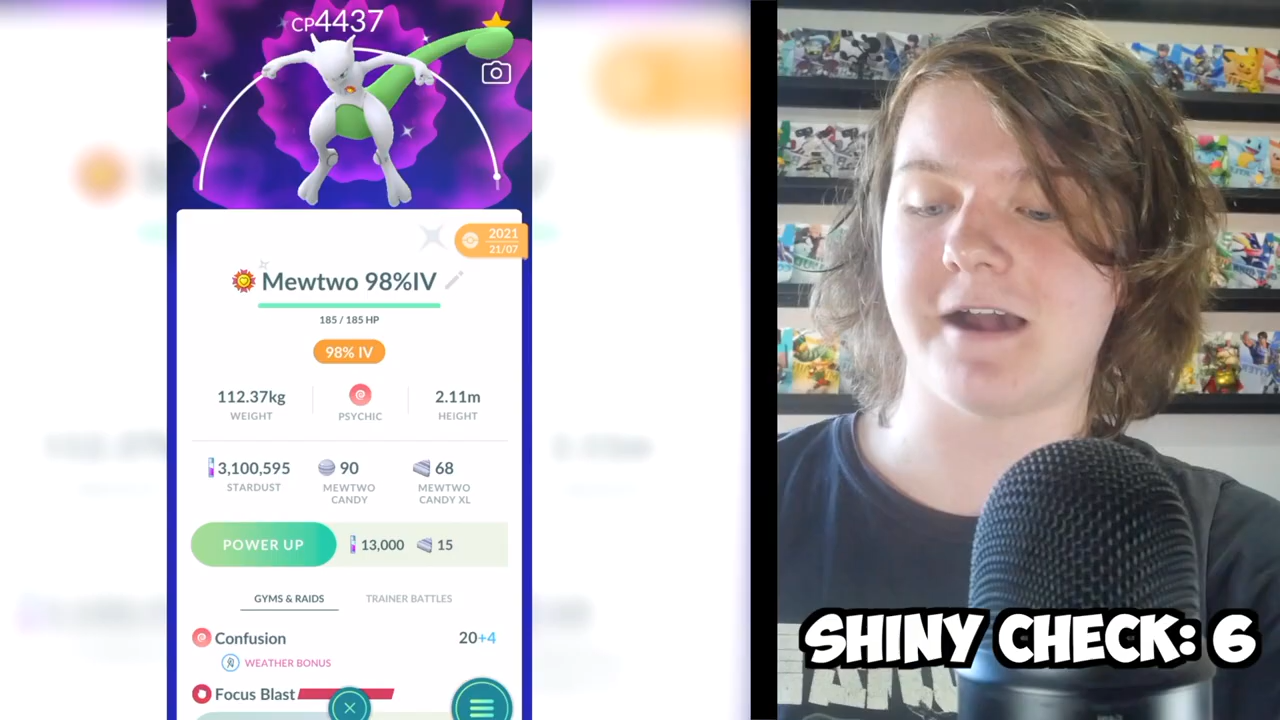 CP4437
2021
21/07
Mewtwo 98%IV
185 / 185 HP
98% IV
112.37kg
WEIGHT
PSYCHIC
2.11m
HEIGHT
3,100,595
STARDUST
90
MEWTWO
CANDY
68
MEWTWO
CANDY XL
POWER UP
13,000
15
GYMS & RAIDS
TRAINER BATTLES
Confusion
20+4
WEATHER BONUS
Focus Blast
SHINY CHECK: 6